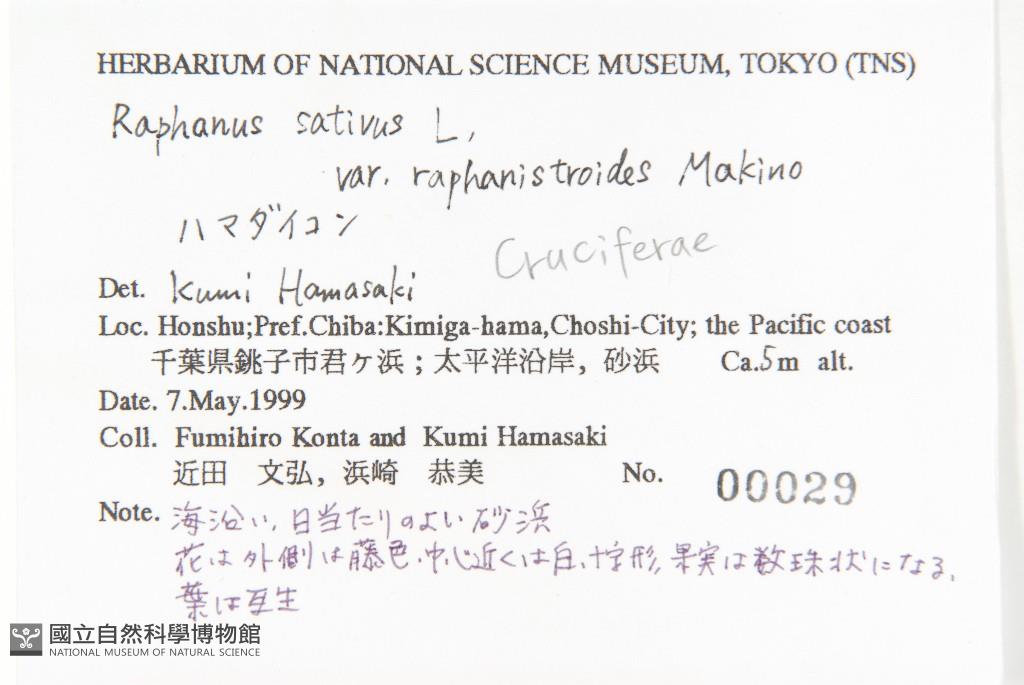 HERBARIUM OF NATIONAL SCIENCE MUSEUM, TOKYO (TNS)
Raphanus sativus L,
var. raphanistroides Makino
ハマダイコン
Cruciferae
Det. Kumi Hamasaki
Loc. Honshu;Pref.Chiba:Kimiga-hama,Choshi-City; the Pacific coast
千葉県銚子市君ヶ浜；太平洋沿岸，砂浜 Ca.5m alt.
Date. 7.May.1999
Coll. Fumihiro Konta and Kumi Hamasaki
近田 文弘，浜崎 恭美 No. 00029
Note. 海沿い，日当たりのよい砂浜
花は外側は藤色，中心近くは白，十字形，果実は数珠状になる，
葉は互生
國立自然科學博物館
NATIONAL MUSEUM OF NATURAL SCIENCE